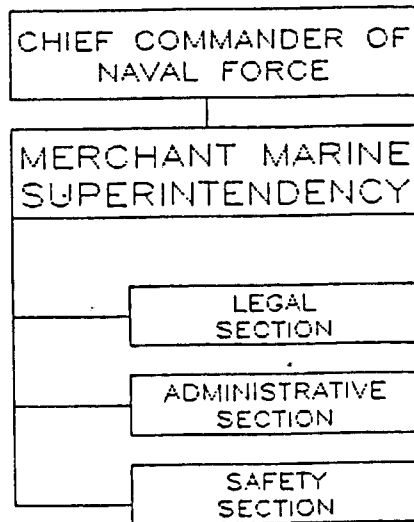 CHIEF COMMANDER OF
NAVAL FORCE
MERCHANT MARINE
SUPERINTENDENCY
LEGAL
SECTION
ADMINISTRATIVE
SECTION
SAFETY
SECTION